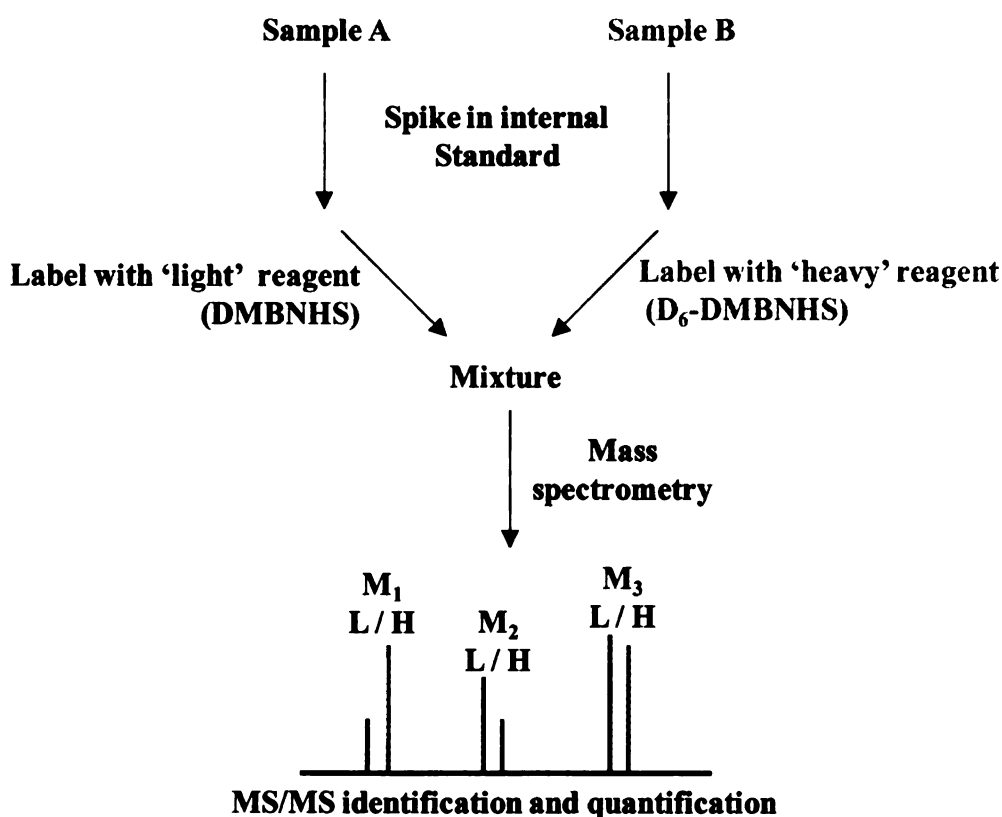 Sample A
Sample B
Spike in internal
Standard
Label with ‘light’ reagent
(DMBNHS)
Label with ‘heavy’ reagent
(D₆-DMBNHS)
Mixture
Mass
spectrometry
M₁
L / H
M₂
L / H
M₃
L / H
MS/MS identification and quantification